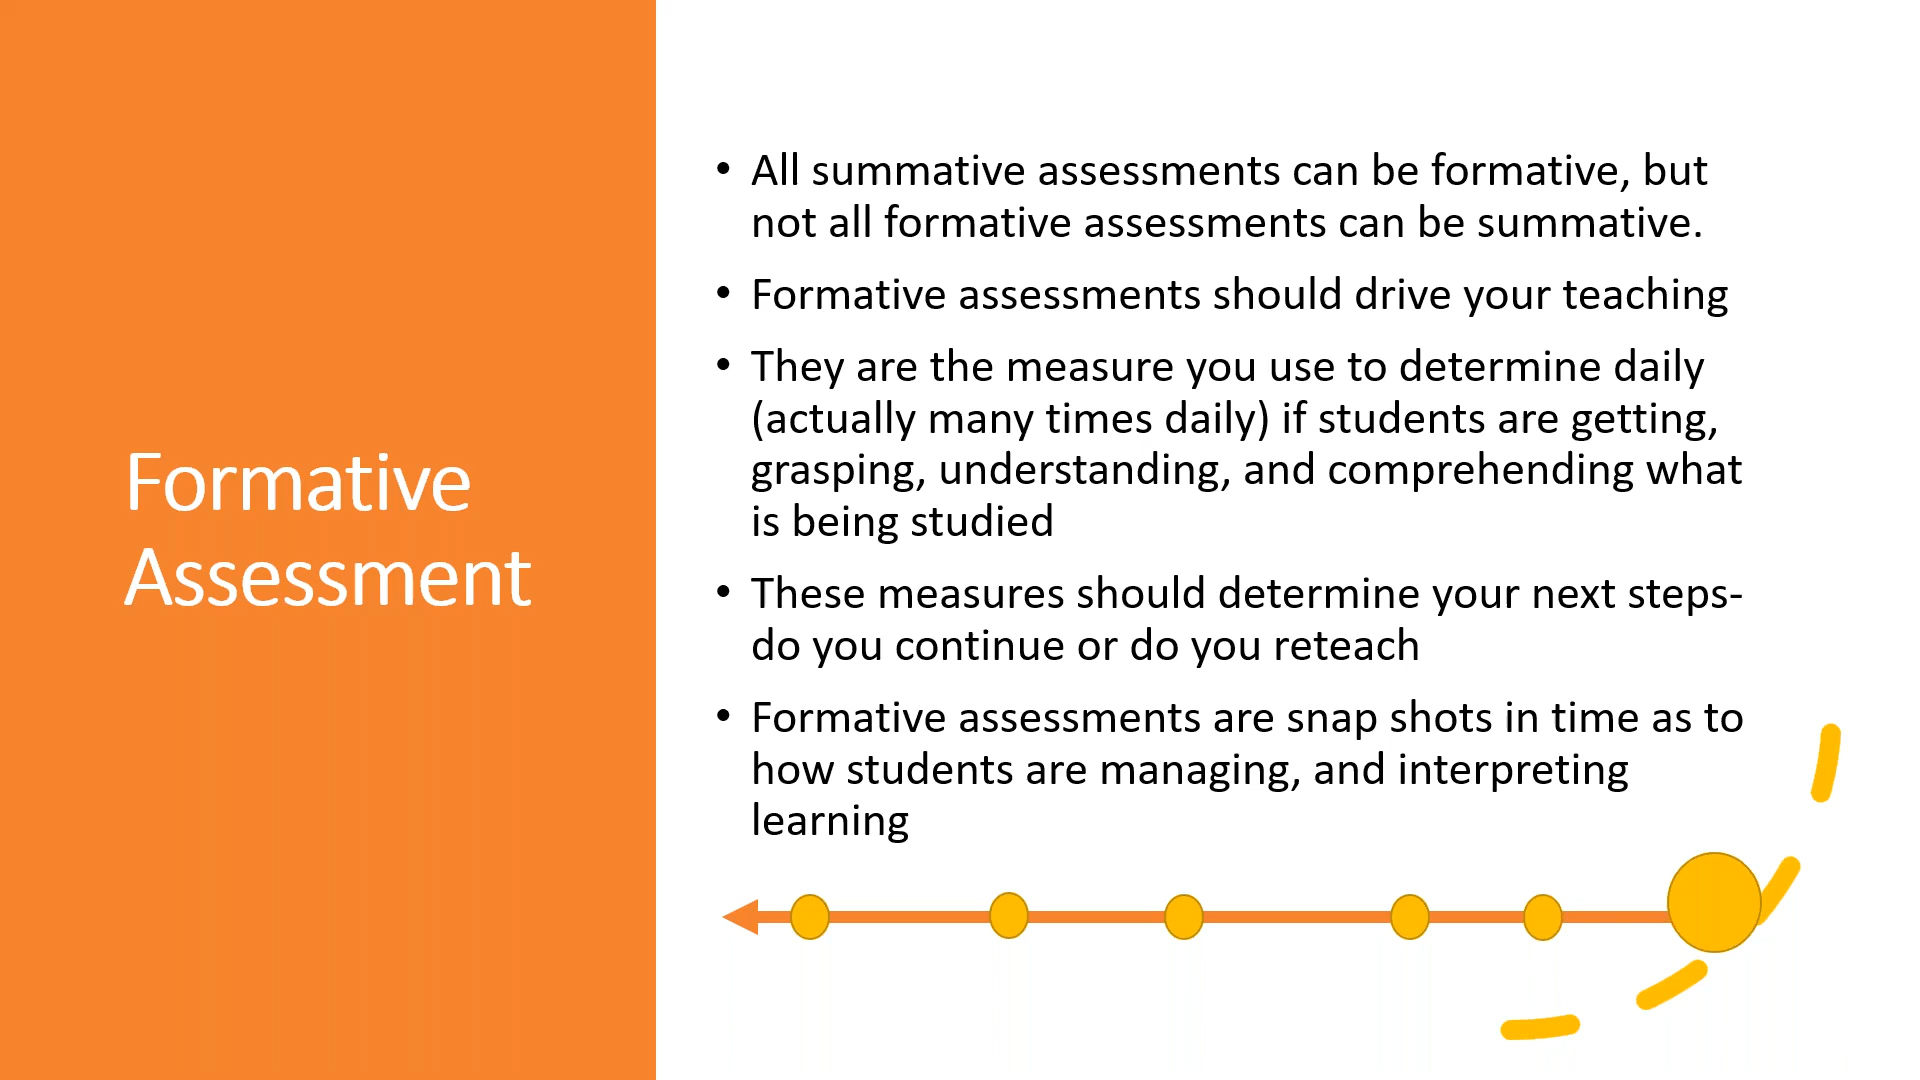 Formative
Assessment
• All summative assessments can be formative, but
not all formative assessments can be summative.
• Formative assessments should drive your teaching
• They are the measure you use to determine daily
(actually many times daily) if students are getting,
grasping, understanding, and comprehending what
is being studied
• These measures should determine your next steps-
do you continue or do you reteach
• Formative assessments are snap shots in time as to
how students are managing, and interpreting
learning